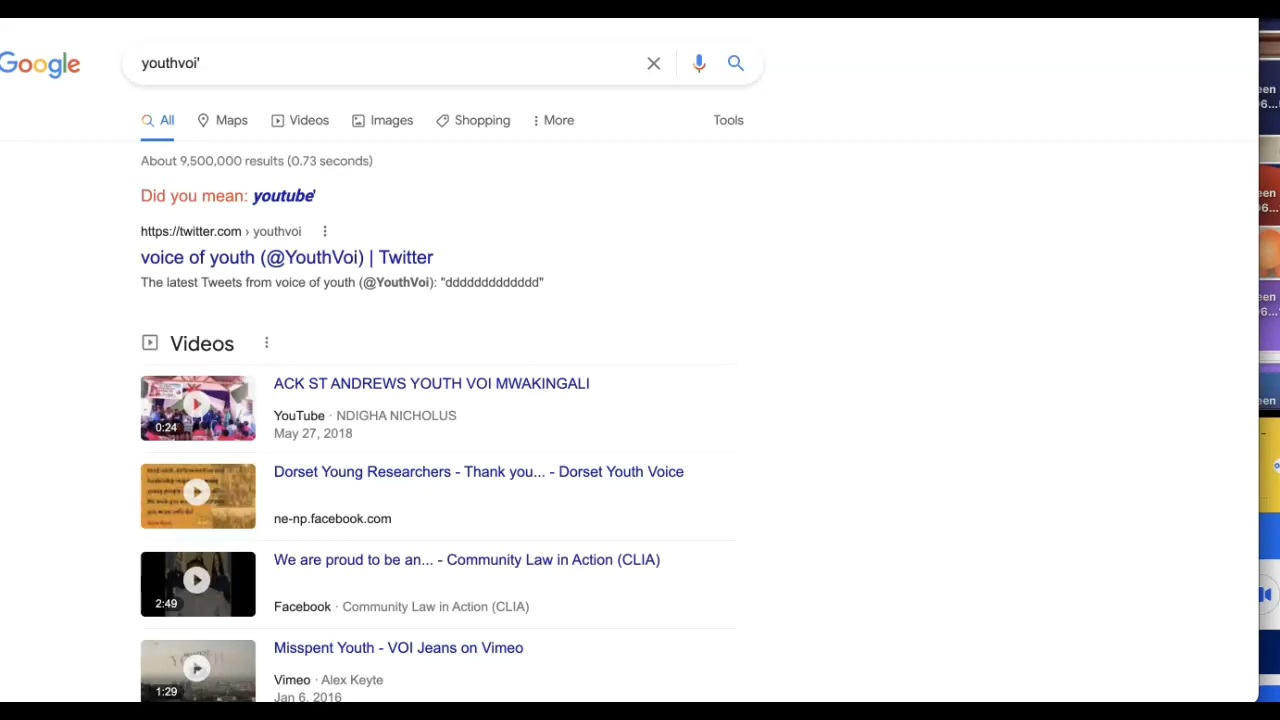 Google
youthvoi'
All Maps Videos Images Shopping More Tools
About 9,500,000 results (0.73 seconds)
Did you mean: youtube'
https://twitter.com › youthvoi
voice of youth (@YouthVoi) | Twitter
The latest Tweets from voice of youth (@YouthVoi): "ddddddddddddd"
Videos
ACK ST ANDREWS YOUTH VOI MWAKINGALI
YouTube · NDIGHA NICHOLUS
0:24
May 27, 2018
Dorset Young Researchers - Thank you... - Dorset Youth Voice
ne-np.facebook.com
We are proud to be an... - Community Law in Action (CLIA)
2:49
Facebook · Community Law in Action (CLIA)
Misspent Youth - VOI Jeans on Vimeo
Vimeo · Alex Keyte
1:29
Jan 6, 2016